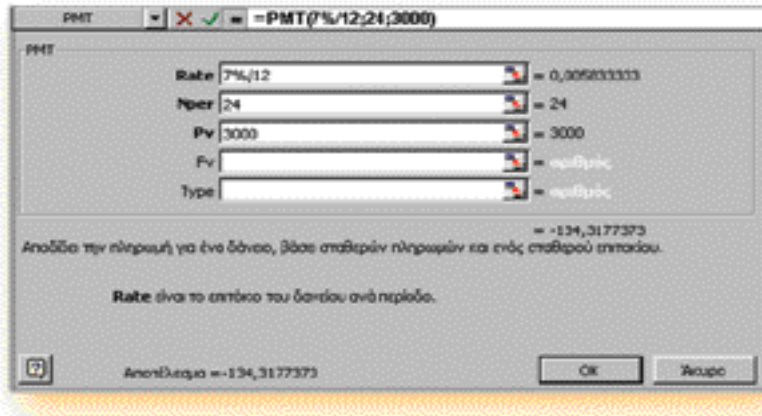 PMT =PMT(7%/12;24;3000)
PMT
Rate 7%/12 = 0,005833333
Nper 24 = 24
Pv 3000 = 3000
Fv = αριθμός
Type = αριθμός
= -134,3177373
Αποδίδει την πληρωμή για ένα δάνειο, βάσει σταθερών πληρωμών και ενός σταθερού επιτοκίου.
Rate είναι το επιτόκιο του δανείου ανά περίοδο.
Αποτέλεσμα =-134,3177373
OK
Άκυρο